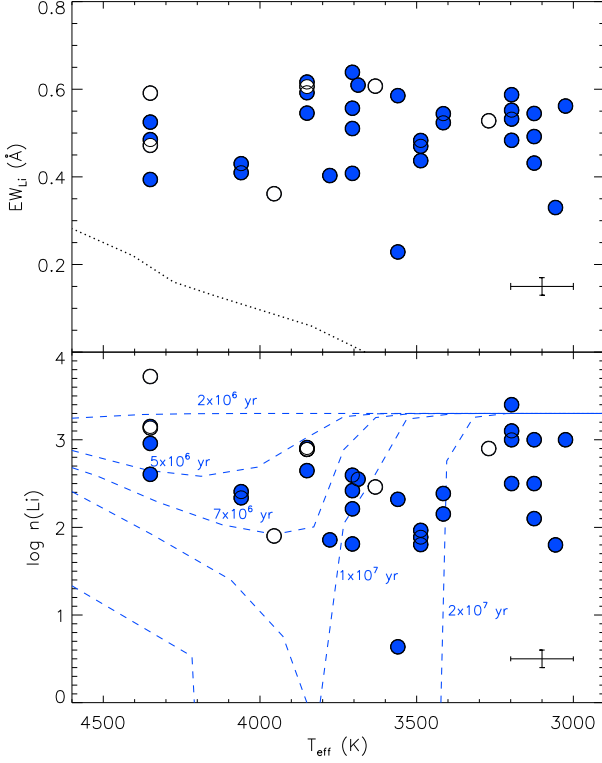 0.8
0.6
0.4
0.2
EW_Li (Å)
4
3
2
1
0
log n(Li)
2x10^6 yr
5x10^6 yr
7x10^6 yr
1x10^7 yr
2x10^7 yr
4500 4000 3500 3000
T_eff (K)